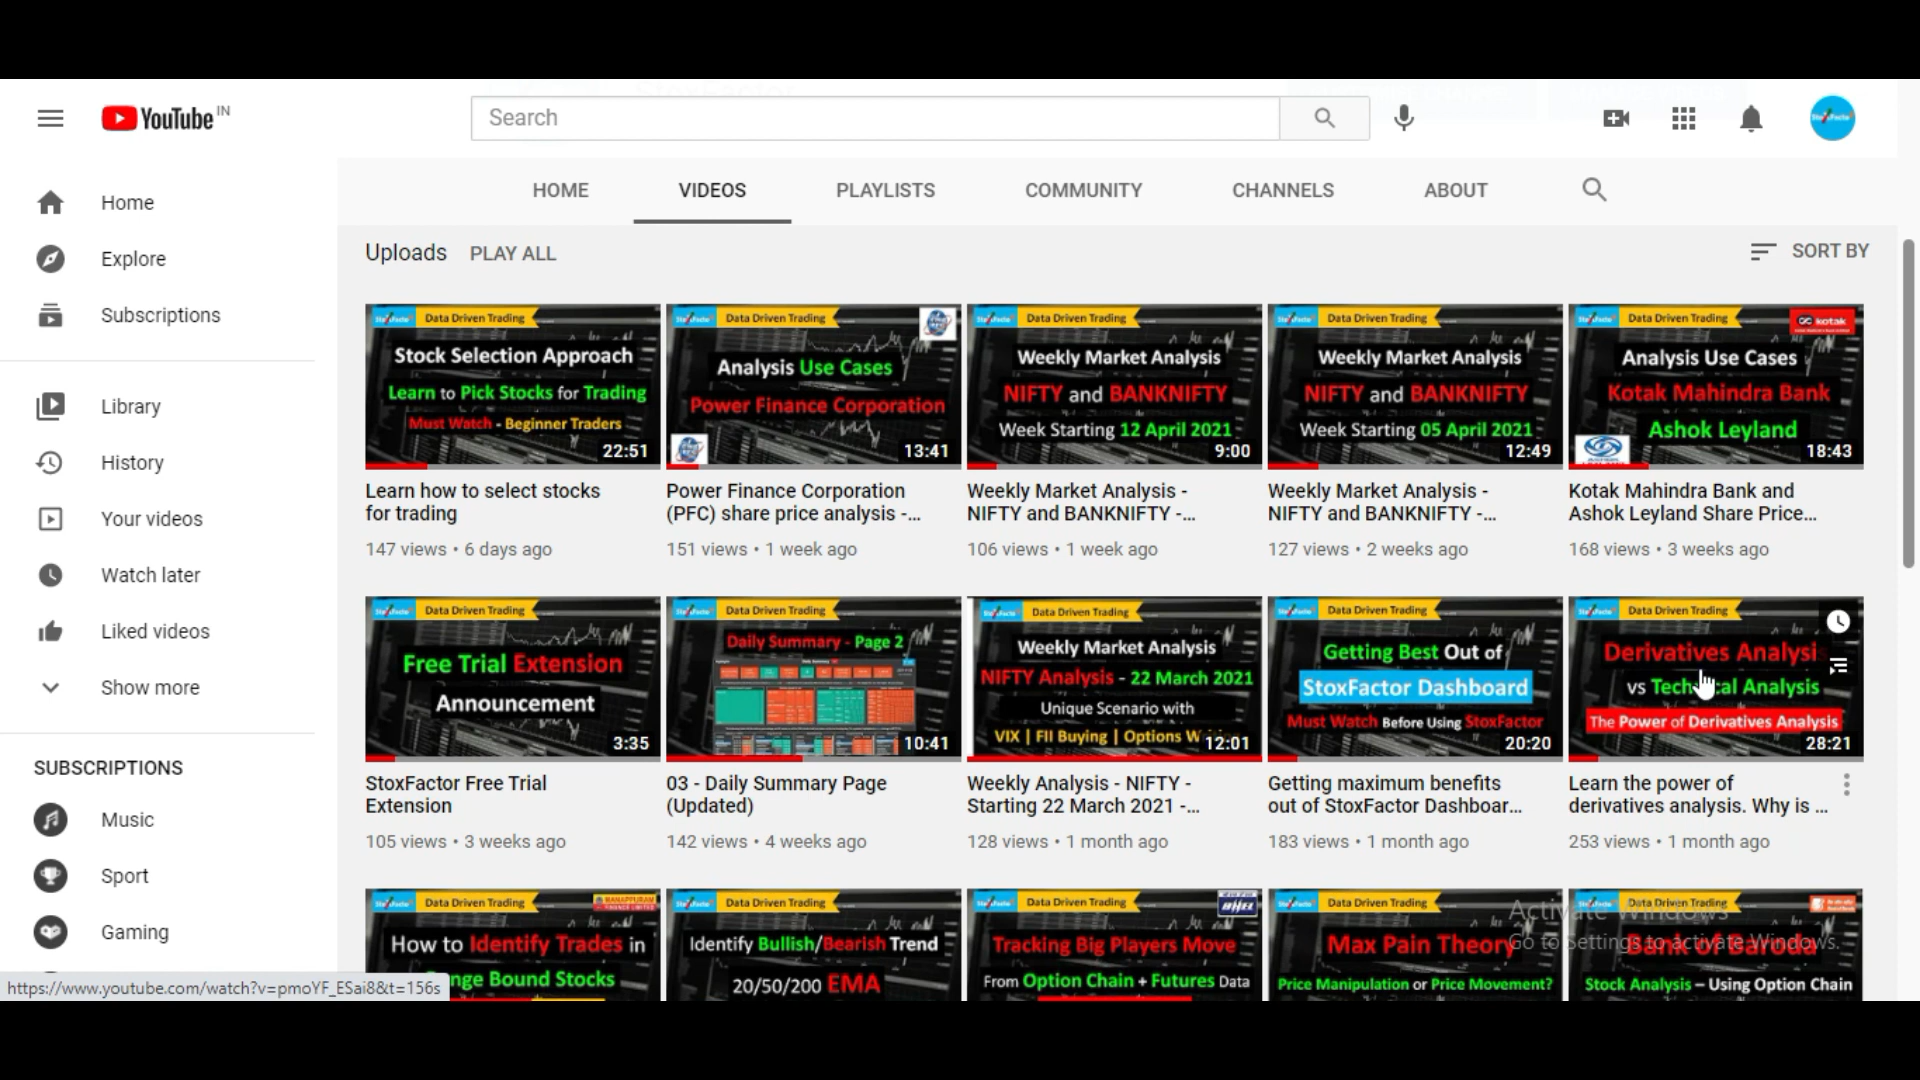 YouTube IN
Search
HOME
VIDEOS
PLAYLISTS
COMMUNITY
CHANNELS
ABOUT
Home
Explore
Subscriptions
Library
History
Your videos
Watch later
Liked videos
Show more
SUBSCRIPTIONS
Music
Sport
Gaming
Uploads
PLAY ALL
SORT BY
Data Driven Trading
Stock Selection Approach
Learn to Pick Stocks for Trading
Must Watch - Beginner Traders
22:51
Learn how to select stocks
for trading
147 views • 6 days ago
Data Driven Trading
Analysis Use Cases
Power Finance Corporation
13:41
Power Finance Corporation
(PFC) share price analysis -...
151 views • 1 week ago
Data Driven Trading
Weekly Market Analysis
NIFTY and BANKNIFTY
Week Starting 12 April 2021
9:00
Weekly Market Analysis -
NIFTY and BANKNIFTY -...
106 views • 1 week ago
Data Driven Trading
Weekly Market Analysis
NIFTY and BANKNIFTY
Week Starting 05 April 2021
12:49
Weekly Market Analysis -
NIFTY and BANKNIFTY -...
127 views • 2 weeks ago
Data Driven Trading
kotak
Analysis Use Cases
Kotak Mahindra Bank
Ashok Leyland
18:43
Kotak Mahindra Bank and
Ashok Leyland Share Price...
168 views • 3 weeks ago
Data Driven Trading
Free Trial Extension
Announcement
3:35
StoxFactor Free Trial
Extension
105 views • 3 weeks ago
Data Driven Trading
Daily Summary - Page 2
10:41
03 - Daily Summary Page
(Updated)
142 views • 4 weeks ago
Data Driven Trading
Weekly Market Analysis
NIFTY Analysis - 22 March 2021
Unique Scenario with
VIX | FII Buying | Options W
12:01
Weekly Analysis - NIFTY -
Starting 22 March 2021 -...
128 views • 1 month ago
Data Driven Trading
Getting Best Out of
StoxFactor Dashboard
Must Watch Before Using StoxFactor
20:20
Getting maximum benefits
out of StoxFactor Dashboar...
183 views • 1 month ago
Data Driven Trading
Derivatives Analysi
vs Technical Analysis
The Power of Derivatives Analysis
28:21
Learn the power of
derivatives analysis. Why is ...
253 views • 1 month ago
Data Driven Trading
MANAPPURAM
FINANCE LIMITED
How to Identify Trades in
nge Bound Stocks
Data Driven Trading
Identify Bullish/Bearish Trend
20/50/200 EMA
Data Driven Trading
BHEL
Tracking Big Players Move
From Option Chain + Futures Data
Data Driven Trading
Max Pain Theory
Price Manipulation or Price Movement?
Data Driven Trading
Bank of Baroda
Stock Analysis – Using Option Chain
Activate Windows
Go to Settings to activate Windows.
https://www.youtube.com/watch?v=pmoYF_ESai8&t=156s